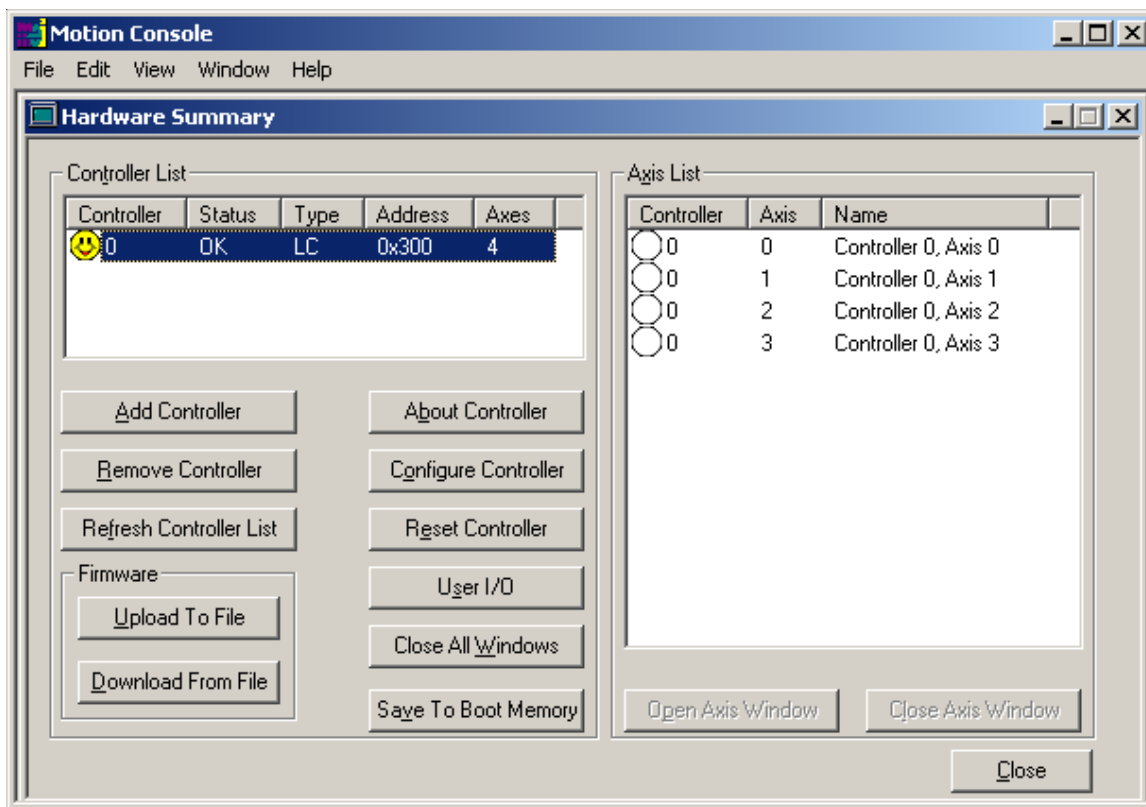 Motion Console
File Edit View Window Help
Hardware Summary
Controller List
Controller Status Type Address Axes
0 OK LC 0x300 4
Add Controller
About Controller
Remove Controller
Configure Controller
Refresh Controller List
Reset Controller
Firmware
Upload To File
Download From File
User I/O
Close All Windows
Save To Boot Memory
Axis List
Controller Axis Name
0 0 Controller 0, Axis 0
0 1 Controller 0, Axis 1
0 2 Controller 0, Axis 2
0 3 Controller 0, Axis 3
Open Axis Window
Close Axis Window
Close